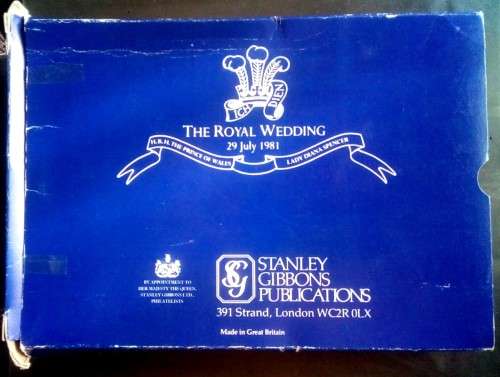 ICH DIEN
THE ROYAL WEDDING
29 July 1981
H.R.H. THE PRINCE OF WALES LADY DIANA SPENCER
BY APPOINTMENT TO
HER MAJESTY THE QUEEN,
STANLEY GIBBONS LTD.,
PHILATELISTS
SG
STANLEY
GIBBONS
PUBLICATIONS
391 Strand, London WC2R 0LX
Made in Great Britain